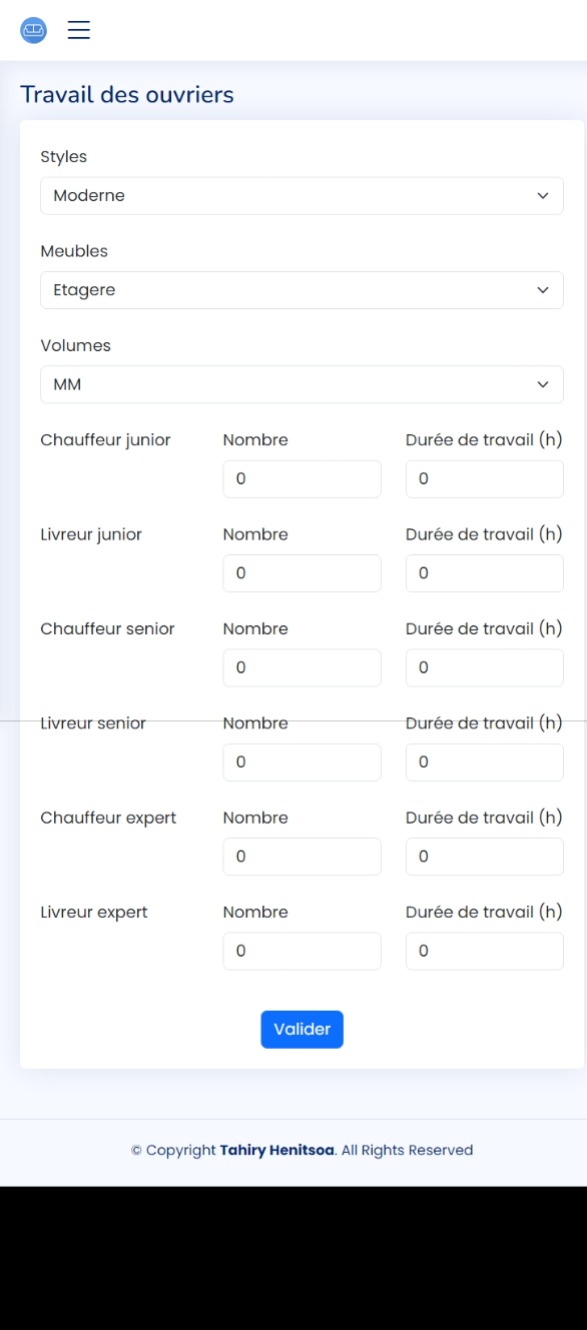 Travail des ouvriers
Styles
Moderne
Meubles
Etagere
Volumes
MM
Chauffeur junior Nombre Durée de travail (h)
0 0
Livreur junior Nombre Durée de travail (h)
0 0
Chauffeur senior Nombre Durée de travail (h)
0 0
Livreur senior Nombre Durée de travail (h)
0 0
Chauffeur expert Nombre Durée de travail (h)
0 0
Livreur expert Nombre Durée de travail (h)
0 0
Valider
© Copyright Tahiry Henitsoa. All Rights Reserved